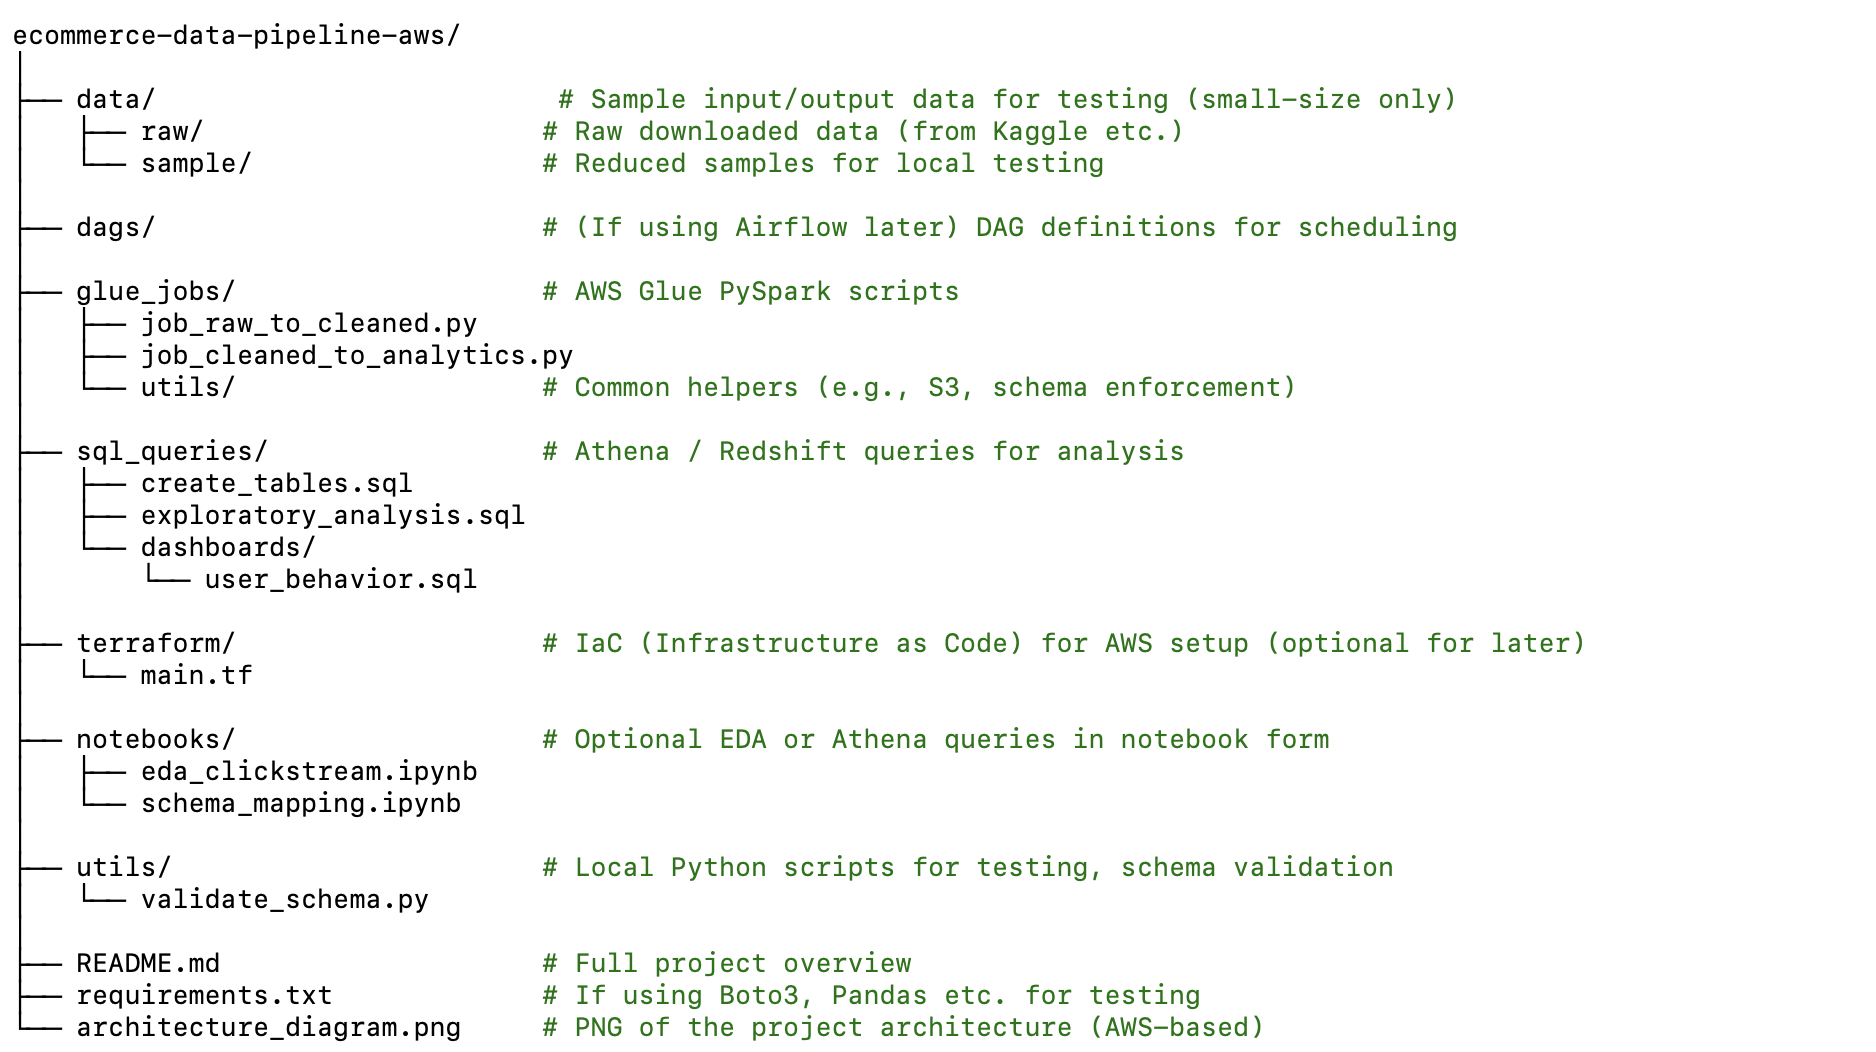 ecommerce-data-pipeline-aws/
│
├── data/                          # Sample input/output data for testing (small-size only)
│   ├── raw/                     # Raw downloaded data (from Kaggle etc.)
│   └── sample/                  # Reduced samples for local testing
│
├── dags/                        # (If using Airflow later) DAG definitions for scheduling
│
├── glue_jobs/                   # AWS Glue PySpark scripts
│   ├── job_raw_to_cleaned.py
│   ├── job_cleaned_to_analytics.py
│   └── utils/                   # Common helpers (e.g., S3, schema enforcement)
│
├── sql_queries/                 # Athena / Redshift queries for analysis
│   ├── create_tables.sql
│   ├── exploratory_analysis.sql
│   └── dashboards/
│       └── user_behavior.sql
│
├── terraform/                   # IaC (Infrastructure as Code) for AWS setup (optional for later)
│   └── main.tf
│
├── notebooks/                   # Optional EDA or Athena queries in notebook form
│   ├── eda_clickstream.ipynb
│   └── schema_mapping.ipynb
│
├── utils/                       # Local Python scripts for testing, schema validation
│   └── validate_schema.py
│
├── README.md                    # Full project overview
├── requirements.txt             # If using Boto3, Pandas etc. for testing
└── architecture_diagram.png     # PNG of the project architecture (AWS-based)